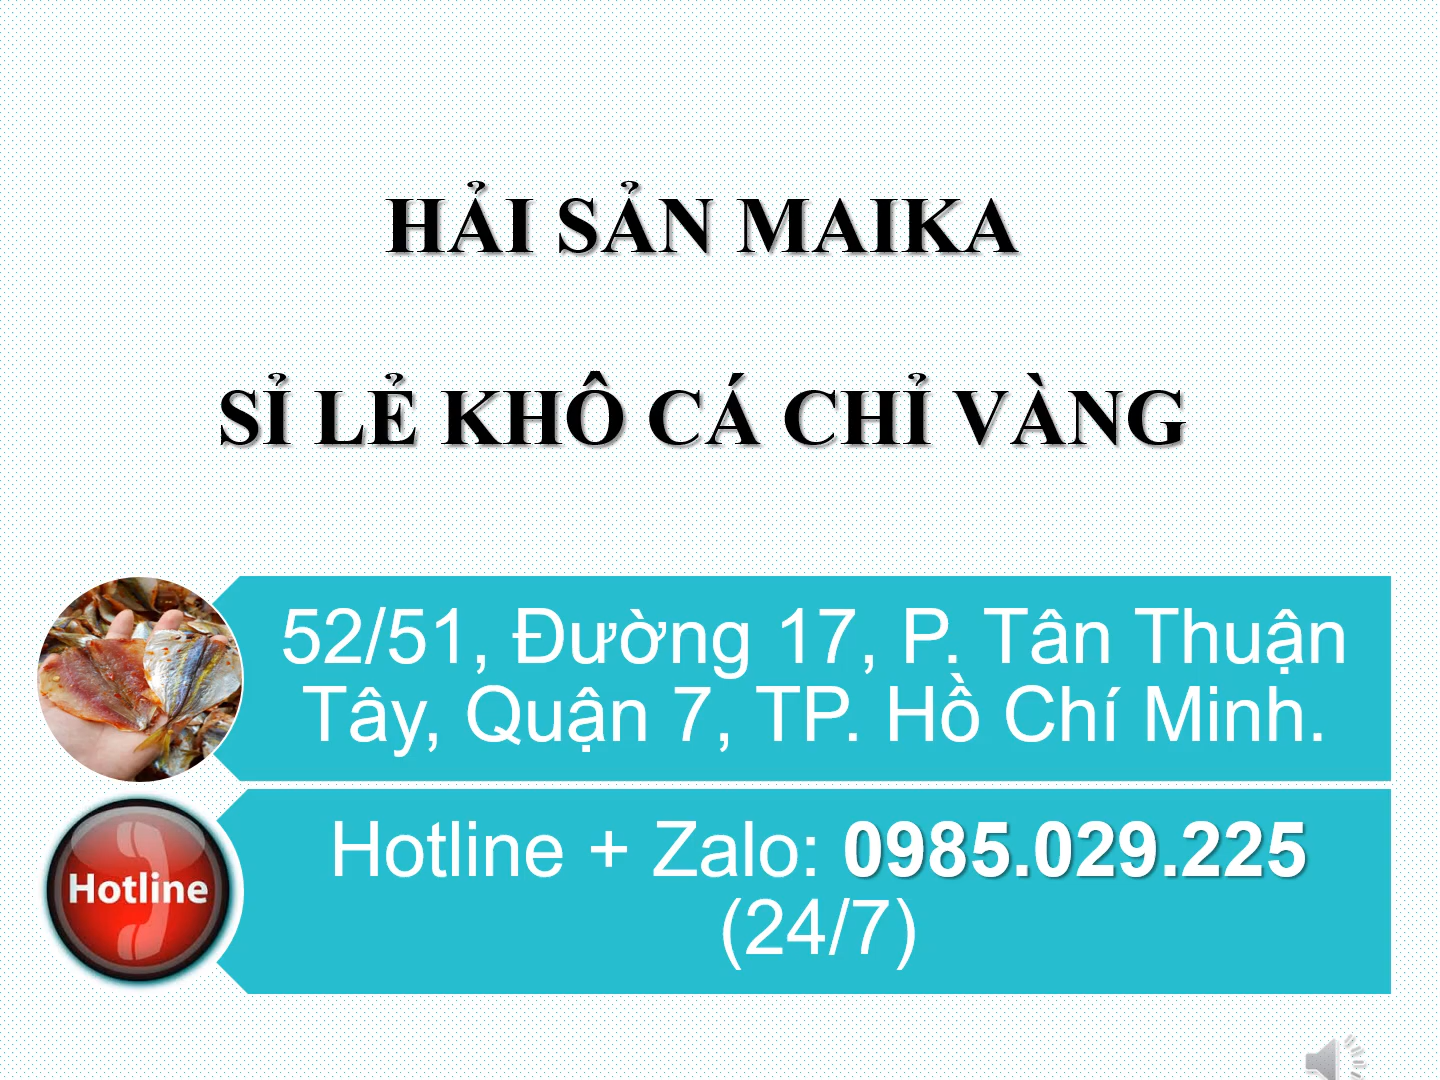 HẢI SẢN MAIKA
SỈ LẺ KHÔ CÁ CHỈ VÀNG
52/51, Đường 17, P. Tân Thuận
Tây, Quận 7, TP. Hồ Chí Minh.
Hotline
Hotline + Zalo: 0985.029.225
(24/7)